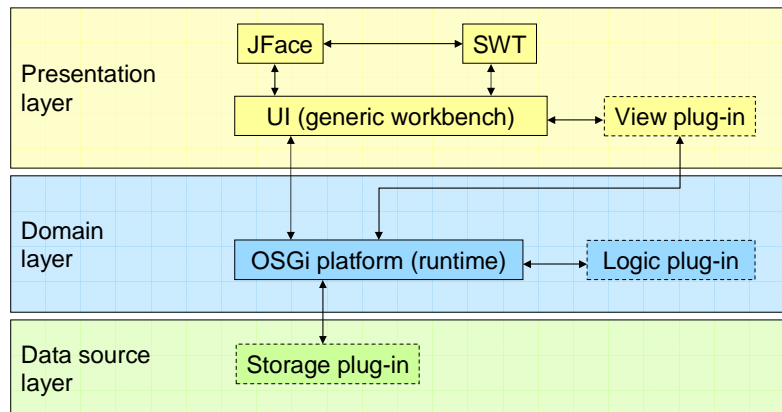 JFace
SWT
Presentation
layer
UI (generic workbench)
View plug-in
Domain
layer
OSGi platform (runtime)
Logic plug-in
Data source
layer
Storage plug-in